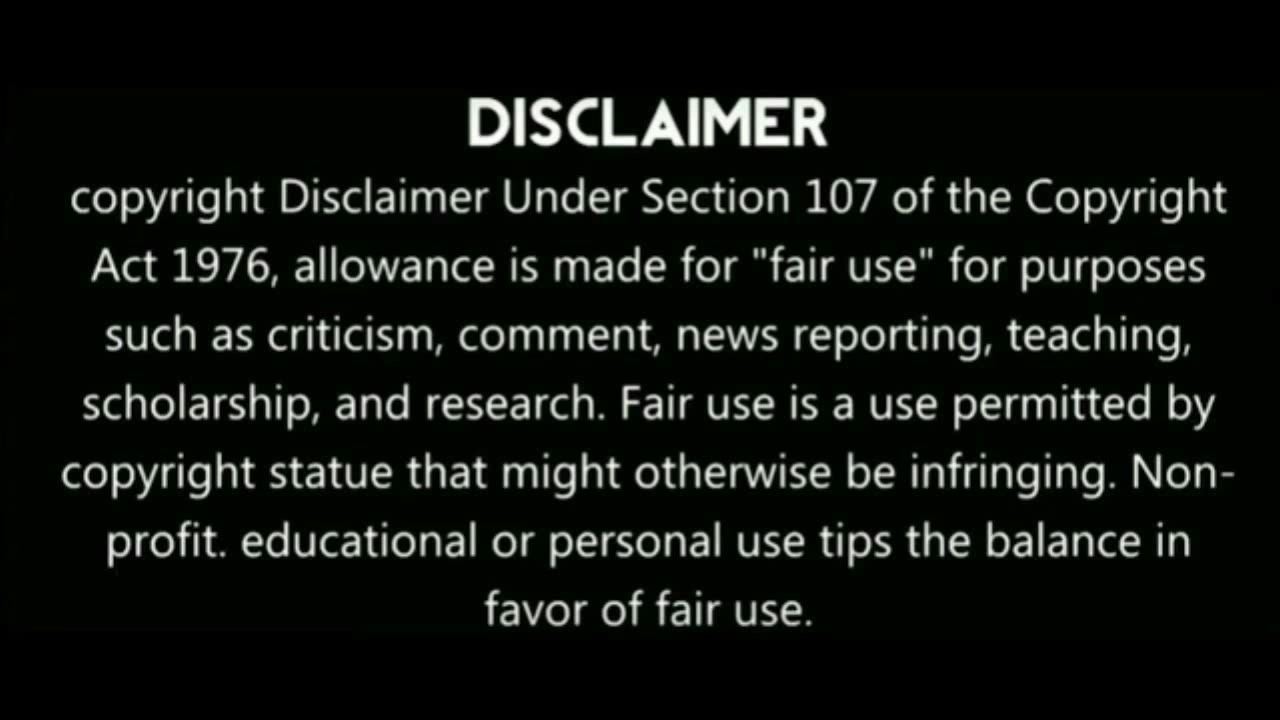 DISCLAIMER
copyright Disclaimer Under Section 107 of the Copyright
Act 1976, allowance is made for "fair use" for purposes
such as criticism, comment, news reporting, teaching,
scholarship, and research. Fair use is a use permitted by
copyright statue that might otherwise be infringing. Non-
profit. educational or personal use tips the balance in
favor of fair use.